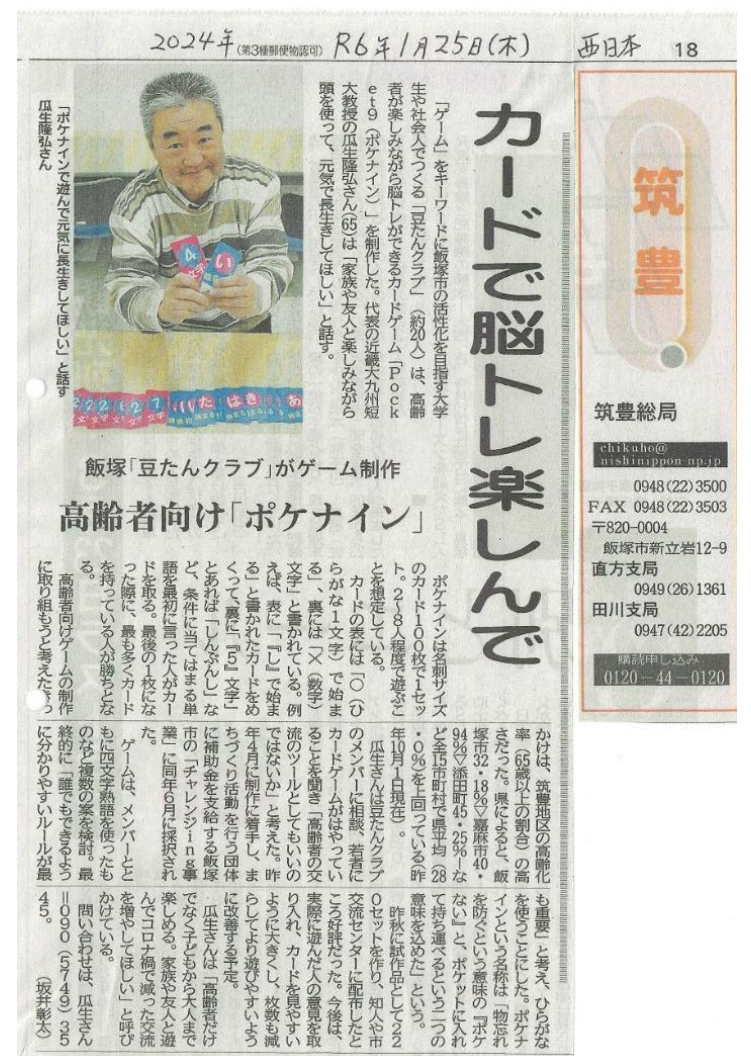 2024年(第3種郵便物認可) R6年1月25日(木) 西日本 18
カードで脳トレ楽しんで
「ゲーム」をキーワードに飯塚市の活性化を目指す大学
生や社会人でつくる「豆たんクラブ」（約20人）は、高齢
者が楽しみながら脳トレができるカードゲーム「Ｐｏｃｋ
ｅｔ９（ポケナイン）」を制作した。代表の近畿大九州短
大教授の瓜生隆弘さん(65)は「家族や友人と楽しみながら
頭を使って、元気で長生きしてほしい」と話す。
4文字
い
「ポケナインで遊んで元気に長生きしてほしい」と話す
瓜生隆弘さん
飯塚「豆たんクラブ」がゲーム制作
高齢者向け「ポケナイン」
ポケナインは名刺サイズ
のカード１００枚で１セッ
ト。２〜８人程度で遊ぶこ
とを想定している。
カードの表には「○（ひ
らがな１文字）で始ま
る」、裏には「×（数字）
文字」と書かれている。例
えば、表に「『し』で始ま
る」と書かれたカードをめ
くって、裏に「『５』文字」
とあれば「しんぶんし」な
ど、条件に当てはまる単
語を最初に言った人がカー
ドを取る。最後の１枚にな
った際に、最も多くカード
を持っている人が勝ちとな
る。
高齢者向けゲームの制作
に取り組もうと考えたきっ
かけは、筑豊地区の高齢化
率（65歳以上の割合）の高
さだった。県によると、飯
塚市32・18％▽嘉麻市40・
94％▽添田町45・25％―な
ど全15市町村で県平均（28
・０％）を上回っている（昨
年10月１日現在）。
瓜生さんは豆たんクラブ
のメンバーに相談。若者に
カードゲームがはやってい
ることを聞き「高齢者の交
流のツールとしてもいいの
ではないか」と考えた。昨
年４月に制作に着手し、ま
ちづくり活動を行う団体
に補助金を支給する飯塚
市の「チャレンジｉｎｇ事
業」に同年６月に採択され
た。
ゲームは、メンバーとと
もに四文字熟語を使ったも
のなど複数の案を検討。最
終的に「誰でもできるよう
に分かりやすいルールが最
も重要」と考え、ひらがな
を使うことにした。ポケナ
インという名称は「物忘れ
を防ぐという意味の『ポケ
ない』と、ポケットに入れ
て持ち運べるという二つの
意味を込めた」という。
昨秋に試作品として２２
０セットを作り、知人や市
交流センターに配布したと
ころ好評だった。今後は、
実際に遊んだ人の意見を取
り入れ、カードを見やすい
ように大きくし、枚数も減
らしてより遊びやすいよう
に改善する予定。
瓜生さんは「高齢者だけ
でなく子どもから大人まで
楽しめる。家族や友人と遊
んでコロナ禍で減った交流
を増やしてほしい」と呼び
かけている。
問い合わせは、瓜生さん
＝０９０（５７４９）３５
４５。 （坂井彰太）
筑豊
筑豊総局
chikuho@
nishinippon-np.jp
0948(22)3500
FAX 0948(22)3503
〒820-0004
飯塚市新立岩12-9
直方支局
0949(26)1361
田川支局
0947(42)2205
購読申し込み
0120-44-0120